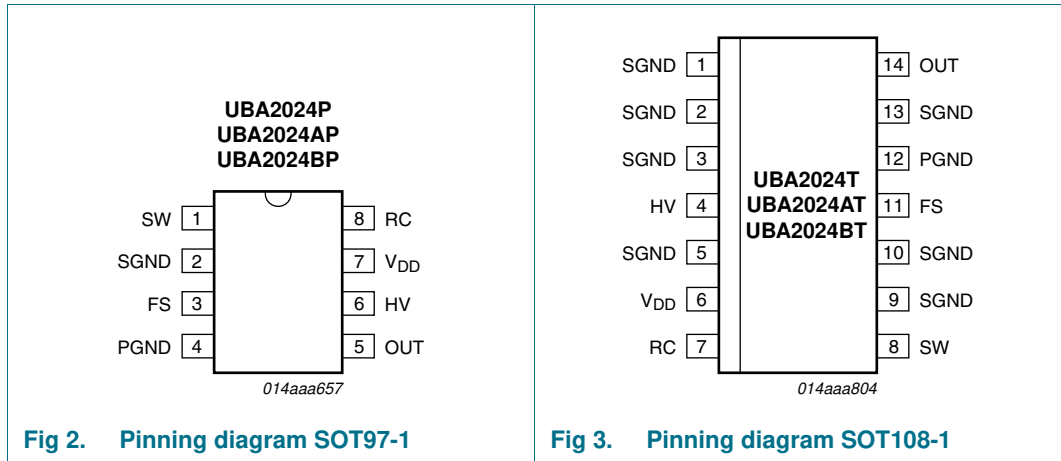 UBA2024P
UBA2024AP
UBA2024BP
SW 1 8 RC
SGND 2 7 VDD
FS 3 6 HV
PGND 4 5 OUT
014aaa657
Fig 2. Pinning diagram SOT97-1
SGND 1 14 OUT
SGND 2 13 SGND
SGND 3 12 PGND
UBA2024T
HV 4 UBA2024AT 11 FS
UBA2024BT
SGND 5 10 SGND
VDD 6 9 SGND
RC 7 8 SW
014aaa804
Fig 3. Pinning diagram SOT108-1